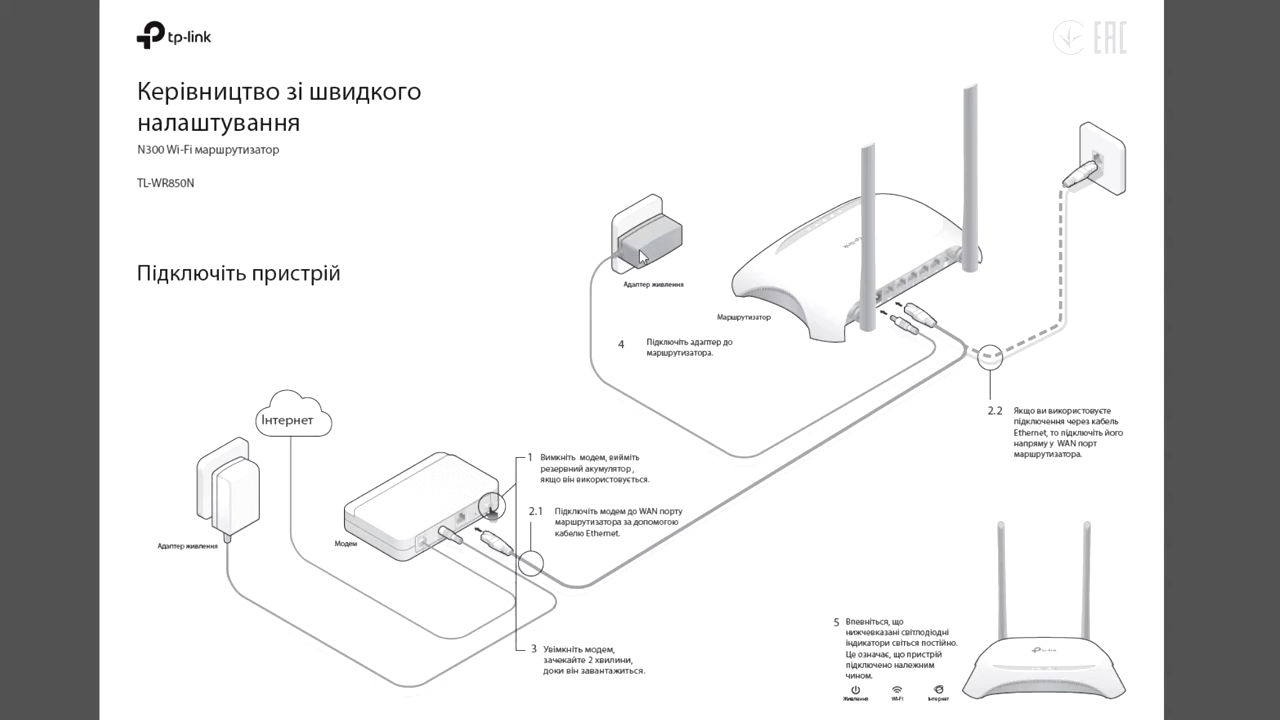 tp-link
EAC
Керівництво зі швидкого
налаштування
N300 Wi-Fi маршрутизатор
TL-WR850N
Підключіть пристрій
Адаптер живлення
Маршрутизатор
4
Підключіть адаптер до
маршрутизатора.
2.2
Якщо ви використовуєте
підключення через кабель
Ethernet, то підключіть його
напряму у WAN порт
маршрутизатора.
Інтернет
Адаптер живлення
Модем
1
Вимкніть модем, вийміть
резервний акумулятор ,
якщо він використовується.
2.1
Підключіть модем до WAN порту
маршрутизатора за допомогою
кабелю Ethernet.
3
Увімкніть модем,
зачекайте 2 хвилини,
доки він завантажиться.
5
Впевніться, що
нижчевказані світлодіодні
індикатори світься постійно.
Це означає, що пристрій
підключено належним
чином.
Живлення
Wi-Fi
Інтернет
tp-link